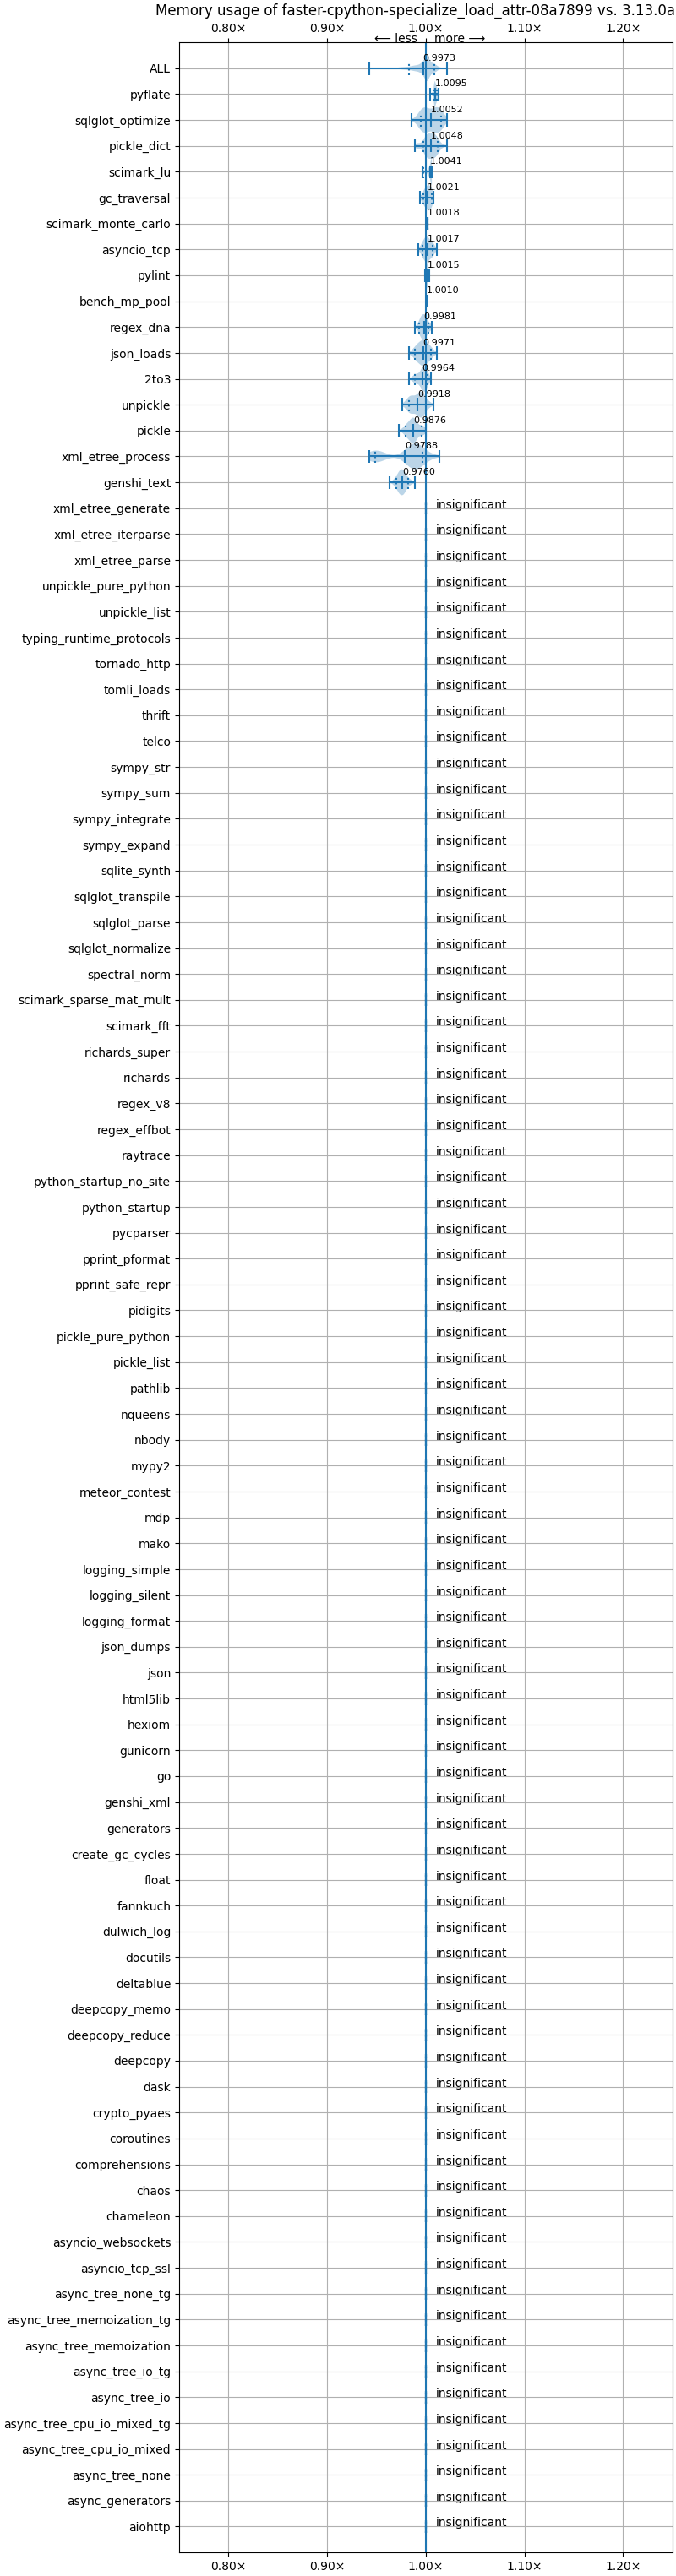 Memory usage of faster-cpython-specialize_load_attr-08a7899 vs. 3.13.0a
0.80× 0.90× 1.00× 1.10× 1.20×
⟵ less more ⟶
ALL 0.9973
pyflate 1.0095
sqlglot_optimize 1.0052
pickle_dict 1.0048
scimark_lu 1.0041
gc_traversal 1.0021
scimark_monte_carlo 1.0018
asyncio_tcp 1.0017
pylint 1.0015
bench_mp_pool 1.0010
regex_dna 0.9981
json_loads 0.9971
2to3 0.9964
unpickle 0.9918
pickle 0.9876
xml_etree_process 0.9788
genshi_text 0.9760
xml_etree_generate insignificant
xml_etree_iterparse insignificant
xml_etree_parse insignificant
unpickle_pure_python insignificant
unpickle_list insignificant
typing_runtime_protocols insignificant
tornado_http insignificant
tomli_loads insignificant
thrift insignificant
telco insignificant
sympy_str insignificant
sympy_sum insignificant
sympy_integrate insignificant
sympy_expand insignificant
sqlite_synth insignificant
sqlglot_transpile insignificant
sqlglot_parse insignificant
sqlglot_normalize insignificant
spectral_norm insignificant
scimark_sparse_mat_mult insignificant
scimark_fft insignificant
richards_super insignificant
richards insignificant
regex_v8 insignificant
regex_effbot insignificant
raytrace insignificant
python_startup_no_site insignificant
python_startup insignificant
pycparser insignificant
pprint_pformat insignificant
pprint_safe_repr insignificant
pidigits insignificant
pickle_pure_python insignificant
pickle_list insignificant
pathlib insignificant
nqueens insignificant
nbody insignificant
mypy2 insignificant
meteor_contest insignificant
mdp insignificant
mako insignificant
logging_simple insignificant
logging_silent insignificant
logging_format insignificant
json_dumps insignificant
json insignificant
html5lib insignificant
hexiom insignificant
gunicorn insignificant
go insignificant
genshi_xml insignificant
generators insignificant
create_gc_cycles insignificant
float insignificant
fannkuch insignificant
dulwich_log insignificant
docutils insignificant
deltablue insignificant
deepcopy_memo insignificant
deepcopy_reduce insignificant
deepcopy insignificant
dask insignificant
crypto_pyaes insignificant
coroutines insignificant
comprehensions insignificant
chaos insignificant
chameleon insignificant
asyncio_websockets insignificant
asyncio_tcp_ssl insignificant
async_tree_none_tg insignificant
async_tree_memoization_tg insignificant
async_tree_memoization insignificant
async_tree_io_tg insignificant
async_tree_io insignificant
async_tree_cpu_io_mixed_tg insignificant
async_tree_cpu_io_mixed insignificant
async_tree_none insignificant
async_generators insignificant
aiohttp insignificant
0.80× 0.90× 1.00× 1.10× 1.20×